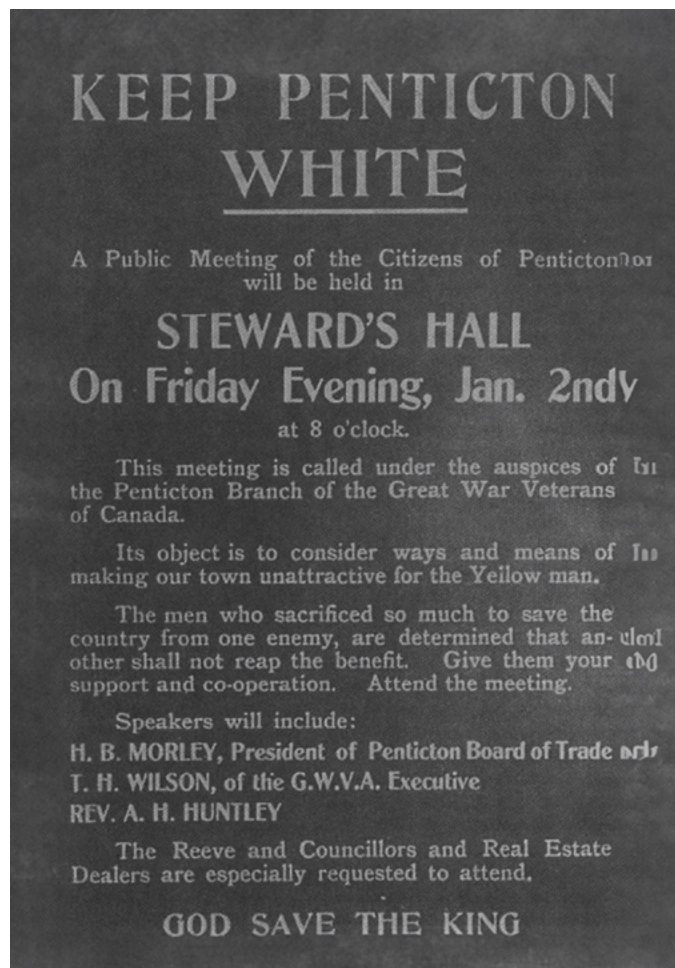 KEEP PENTICTON
WHITE
A Public Meeting of the Citizens of Penticton
will be held in
STEWARD'S HALL
On Friday Evening, Jan. 2nd
at 8 o'clock.
This meeting is called under the auspices of
the Penticton Branch of the Great War Veterans
of Canada.
Its object is to consider ways and means of
making our town unattractive for the Yellow man.
The men who sacrificed so much to save the
country from one enemy, are determined that an-
other shall not reap the benefit. Give them your
support and co-operation. Attend the meeting.
Speakers will include:
H. B. MORLEY, President of Penticton Board of Trade
T. H. WILSON, of the G.W.V.A. Executive
REV. A. H. HUNTLEY
The Reeve and Councillors and Real Estate
Dealers are especially requested to attend.
GOD SAVE THE KING